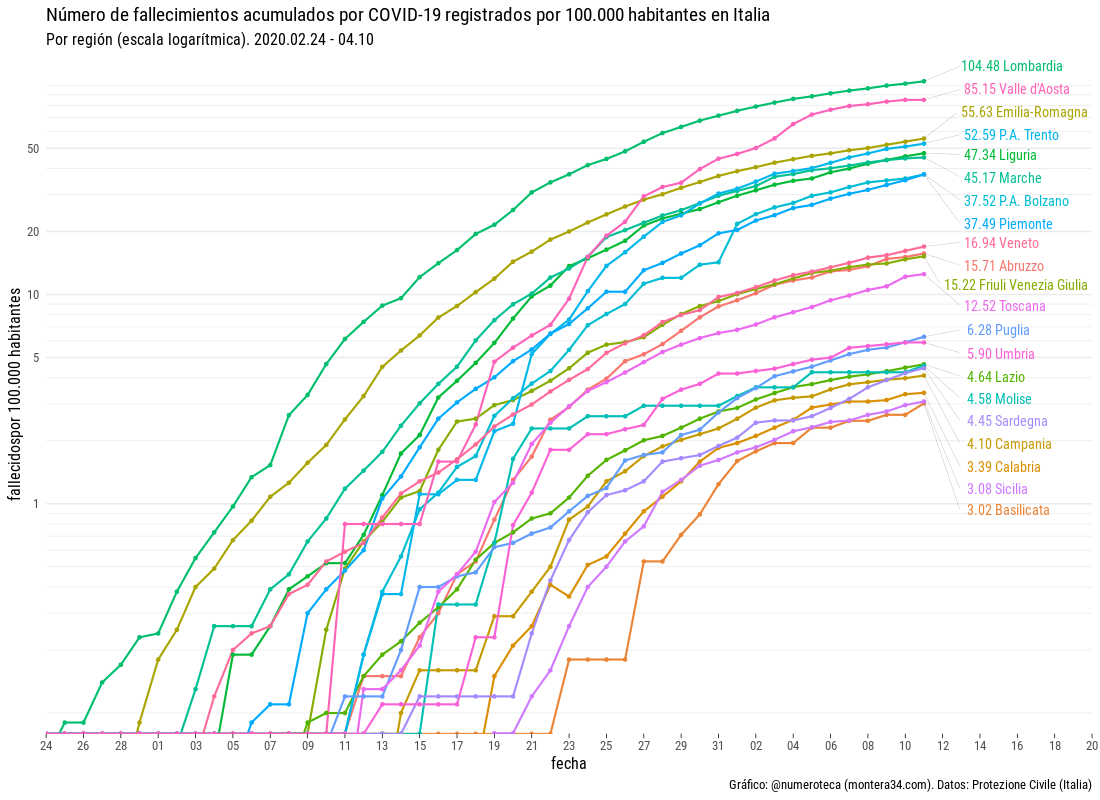 Número de fallecimientos acumulados por COVID-19 registrados por 100.000 habitantes en Italia
Por región (escala logarítmica). 2020.02.24 - 04.10
104.48 Lombardia
85.15 Valle d'Aosta
55.63 Emilia-Romagna
52.59 P.A. Trento
47.34 Liguria
45.17 Marche
37.52 P.A. Bolzano
37.49 Piemonte
16.94 Veneto
15.71 Abruzzo
15.22 Friuli Venezia Giulia
12.52 Toscana
6.28 Puglia
5.90 Umbria
4.64 Lazio
4.58 Molise
4.45 Sardegna
4.10 Campania
3.39 Calabria
3.08 Sicilia
3.02 Basilicata
fallecidospor 100.000 habitantes
50
20
10
5
1
24 26 28 01 03 05 07 09 11 13 15 17 19 21 23 25 27 29 31 02 04 06 08 10 12 14 16 18 20
fecha
Gráfico: @numeroteca (montera34.com). Datos: Protezione Civile (Italia)